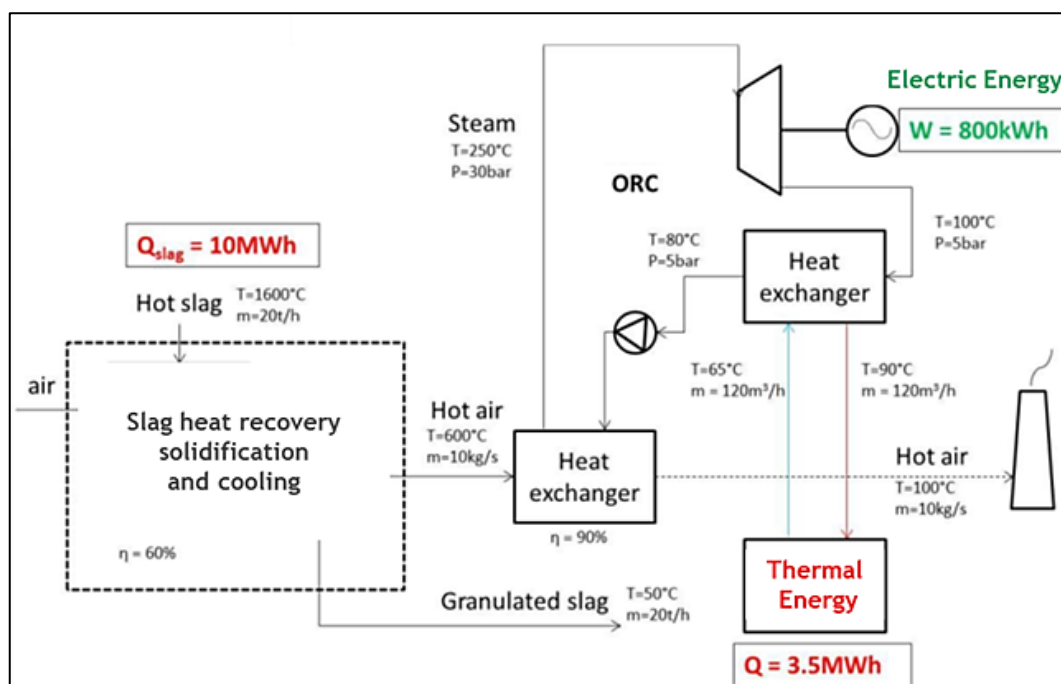 Electric Energy
W = 800kWh
Steam
T=250°C
P=30bar
ORC
T=100°C
P=5bar
Q_slag = 10MWh
T=80°C
P=5bar
Heat
exchanger
Hot slag
T=1600°C
m=20t/h
air
Slag heat recovery
solidification
and cooling
η = 60%
Hot air
T=600°C
m=10kg/s
Heat
exchanger
η = 90%
T=65°C
m = 120m³/h
T=90°C
m = 120m³/h
Hot air
T=100°C
m=10kg/s
Granulated slag
T=50°C
m=20t/h
Thermal
Energy
Q = 3.5MWh